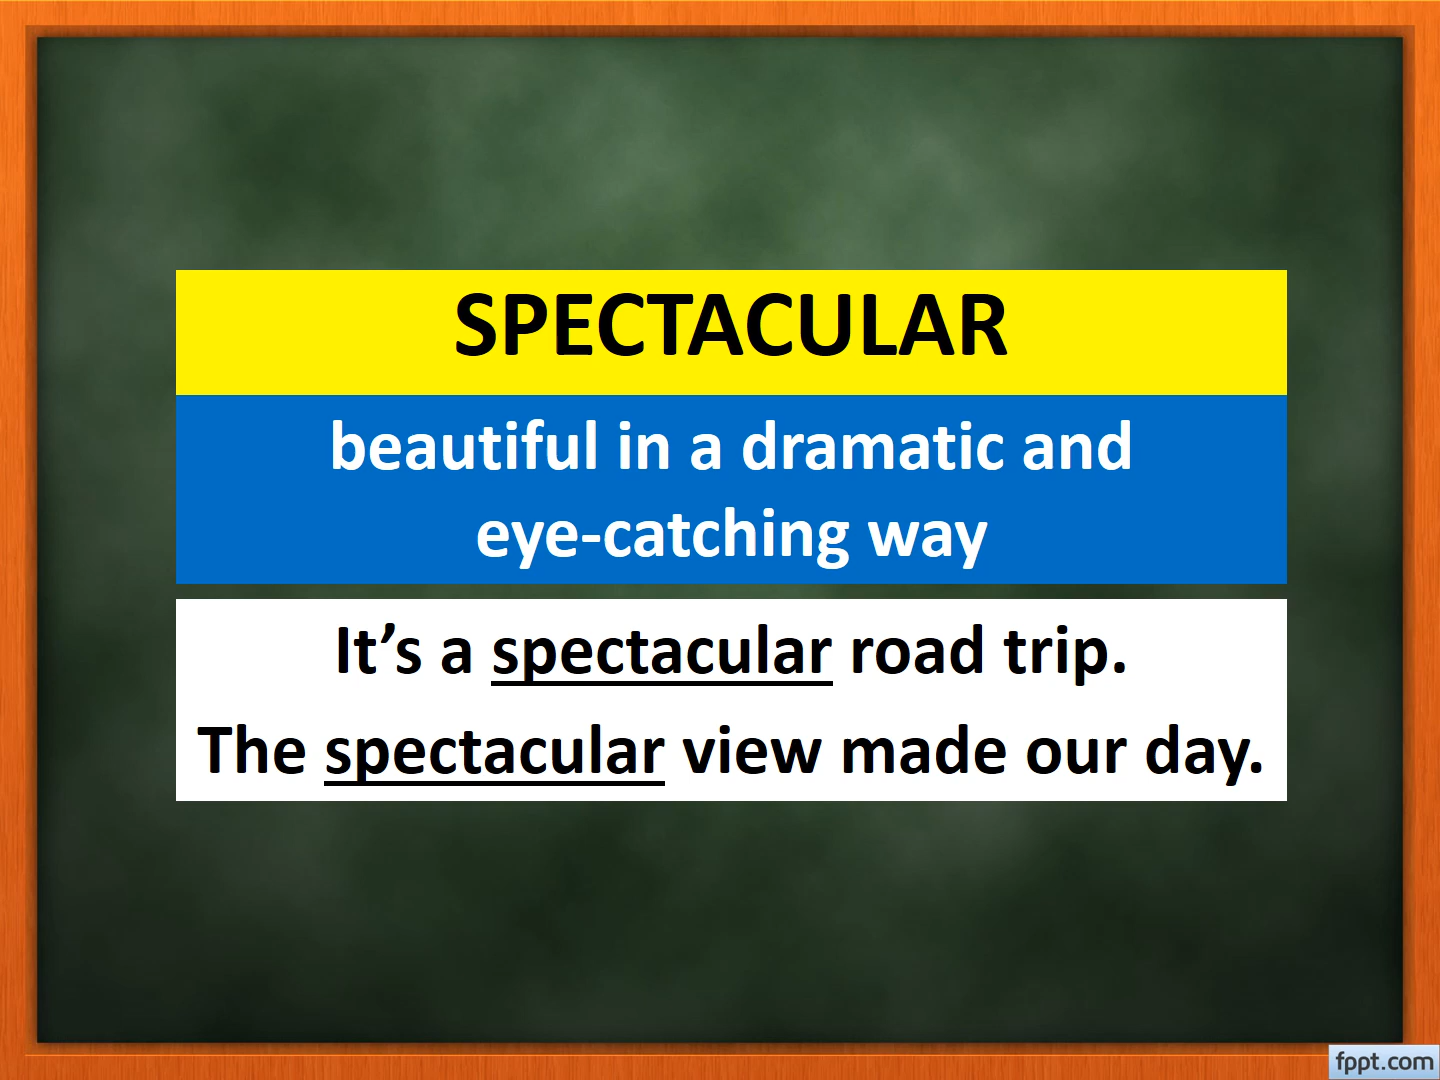 SPECTACULAR
beautiful in a dramatic and
eye-catching way
It’s a spectacular road trip.
The spectacular view made our day.
fppt.com